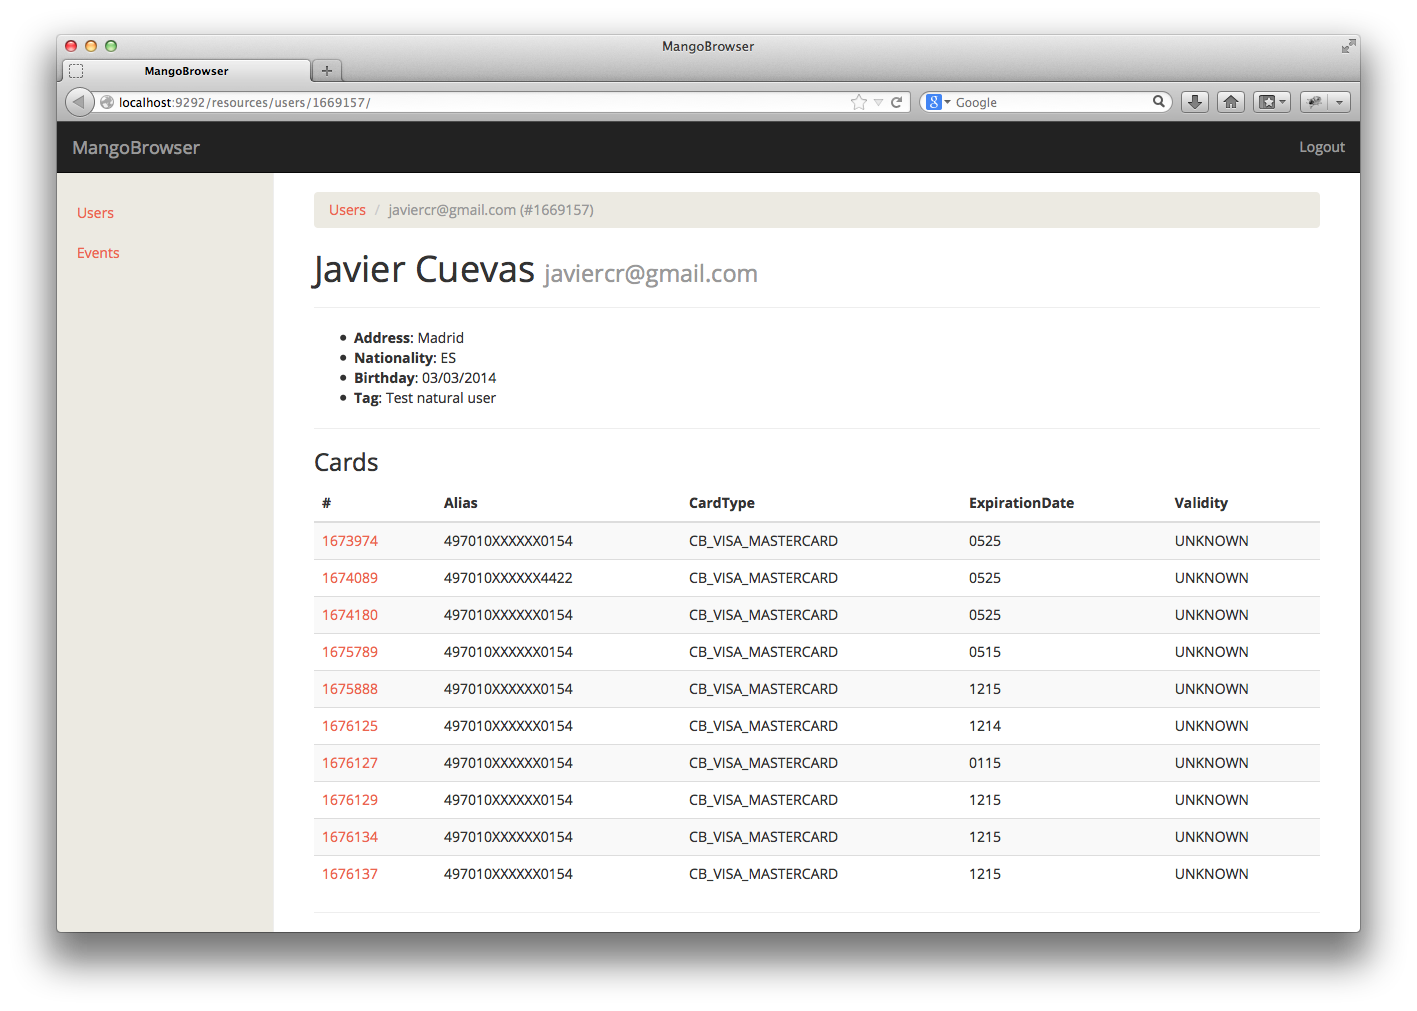 MangoBrowser
MangoBrowser
localhost:9292/resources/users/1669157/
Google
MangoBrowser
Logout
Users
Events
Users / javiercr@gmail.com (#1669157)
Javier Cuevas javiercr@gmail.com
Address: Madrid
Nationality: ES
Birthday: 03/03/2014
Tag: Test natural user
Cards
# Alias CardType ExpirationDate Validity
1673974 497010XXXXXX0154 CB_VISA_MASTERCARD 0525 UNKNOWN
1674089 497010XXXXXX4422 CB_VISA_MASTERCARD 0525 UNKNOWN
1674180 497010XXXXXX0154 CB_VISA_MASTERCARD 0525 UNKNOWN
1675789 497010XXXXXX0154 CB_VISA_MASTERCARD 0515 UNKNOWN
1675888 497010XXXXXX0154 CB_VISA_MASTERCARD 1215 UNKNOWN
1676125 497010XXXXXX0154 CB_VISA_MASTERCARD 1214 UNKNOWN
1676127 497010XXXXXX0154 CB_VISA_MASTERCARD 0115 UNKNOWN
1676129 497010XXXXXX0154 CB_VISA_MASTERCARD 1215 UNKNOWN
1676134 497010XXXXXX0154 CB_VISA_MASTERCARD 1215 UNKNOWN
1676137 497010XXXXXX0154 CB_VISA_MASTERCARD 1215 UNKNOWN